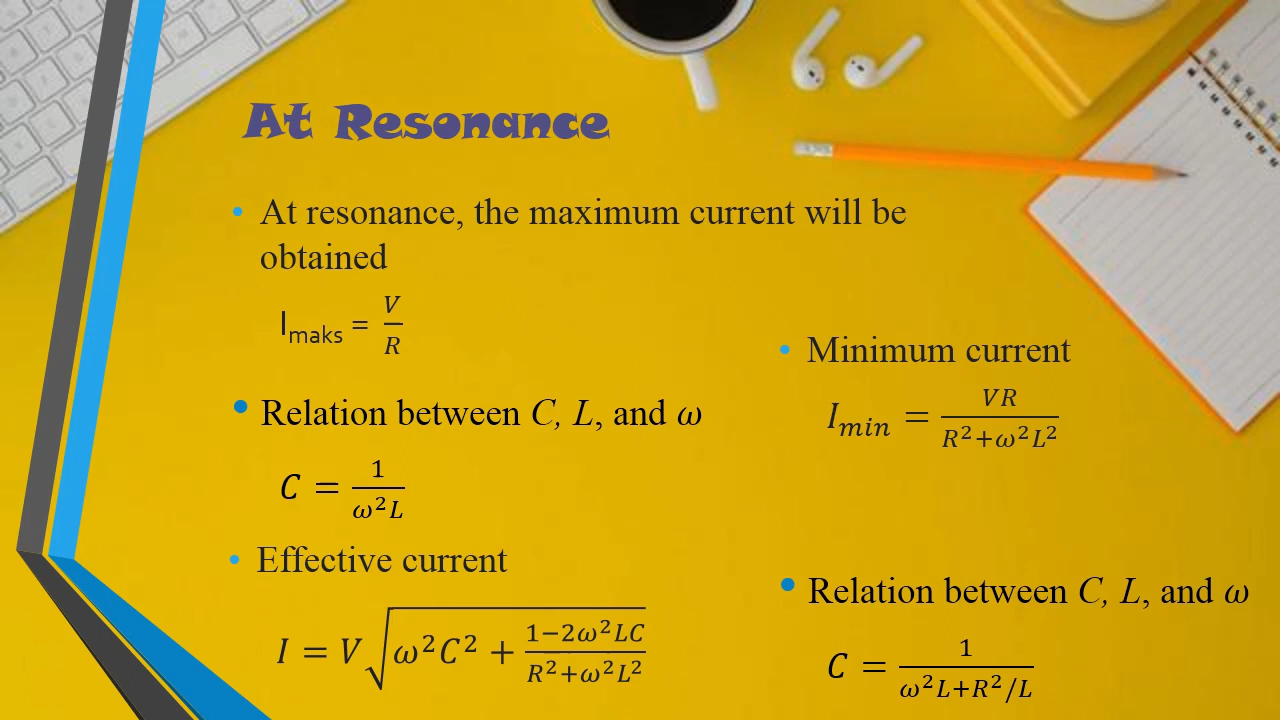 At Resonance
• At resonance, the maximum current will be
obtained
I_maks = V/R
• Relation between C, L, and ω
C = 1/(ω²L)
• Effective current
I = V√(ω²C² + (1−2ω²LC)/(R²+ω²L²))
• Minimum current
I_min = VR/(R²+ω²L²)
• Relation between C, L, and ω
C = 1/(ω²L+R²/L)